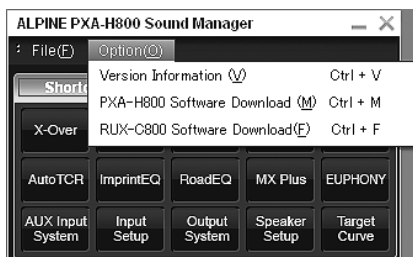 ALPINE PXA-H800 Sound Manager
File(F) Option(O)
Version Information (V) Ctrl + V
PXA-H800 Software Download (M) Ctrl + M
RUX-C800 Software Download(F) Ctrl + F
X-Over
AutoTCR ImprintEQ RoadEQ MX Plus EUPHONY
AUX Input System Input Setup Output System Speaker Setup Target Curve